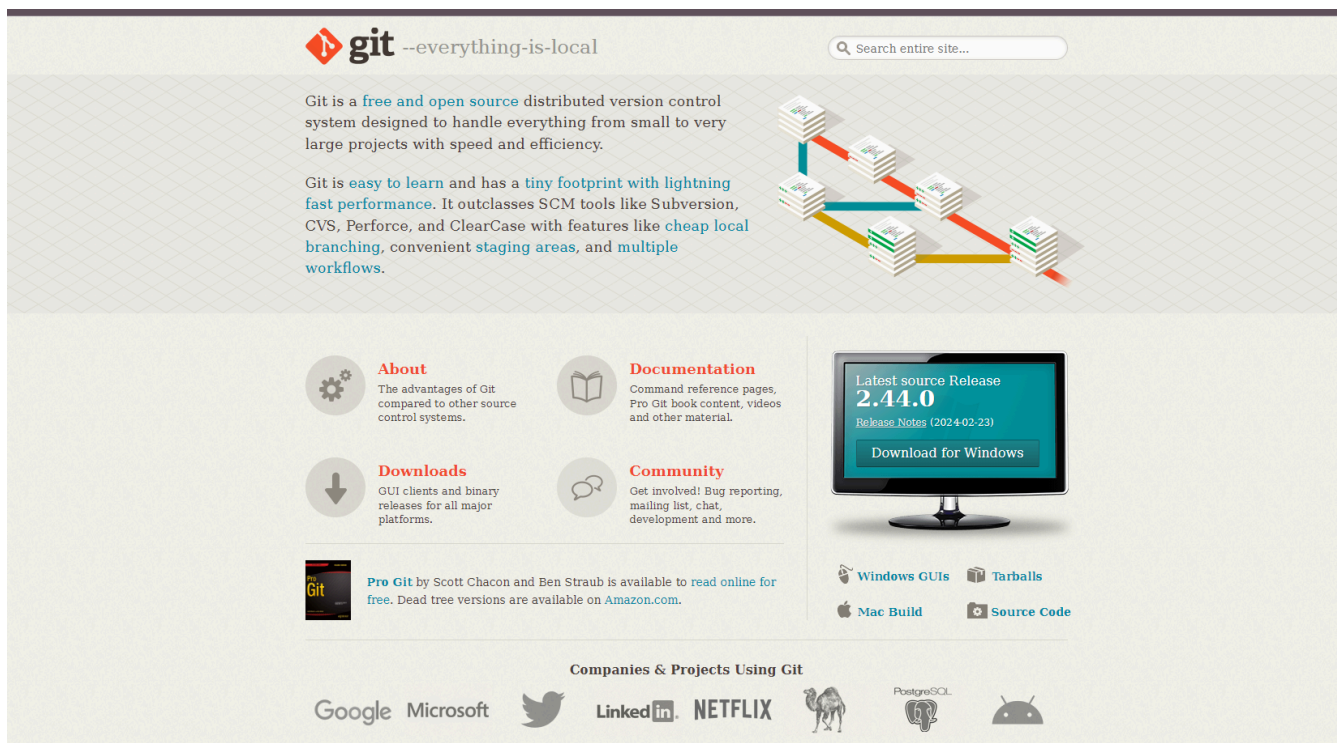 git --everything-is-local
Search entire site...
Git is a free and open source distributed version control
system designed to handle everything from small to very
large projects with speed and efficiency.
Git is easy to learn and has a tiny footprint with lightning
fast performance. It outclasses SCM tools like Subversion,
CVS, Perforce, and ClearCase with features like cheap local
branching, convenient staging areas, and multiple
workflows.
About
The advantages of Git
compared to other source
control systems.
Documentation
Command reference pages,
Pro Git book content, videos
and other material.
Downloads
GUI clients and binary
releases for all major
platforms.
Community
Get involved! Bug reporting,
mailing list, chat,
development and more.
Pro
Git
Pro Git by Scott Chacon and Ben Straub is available to read online for
free. Dead tree versions are available on Amazon.com.
Latest source Release
2.44.0
Release Notes (2024-02-23)
Download for Windows
Windows GUIs
Tarballs
Mac Build
Source Code
Companies & Projects Using Git
Google Microsoft Linked in. NETFLIX PostgreSQL